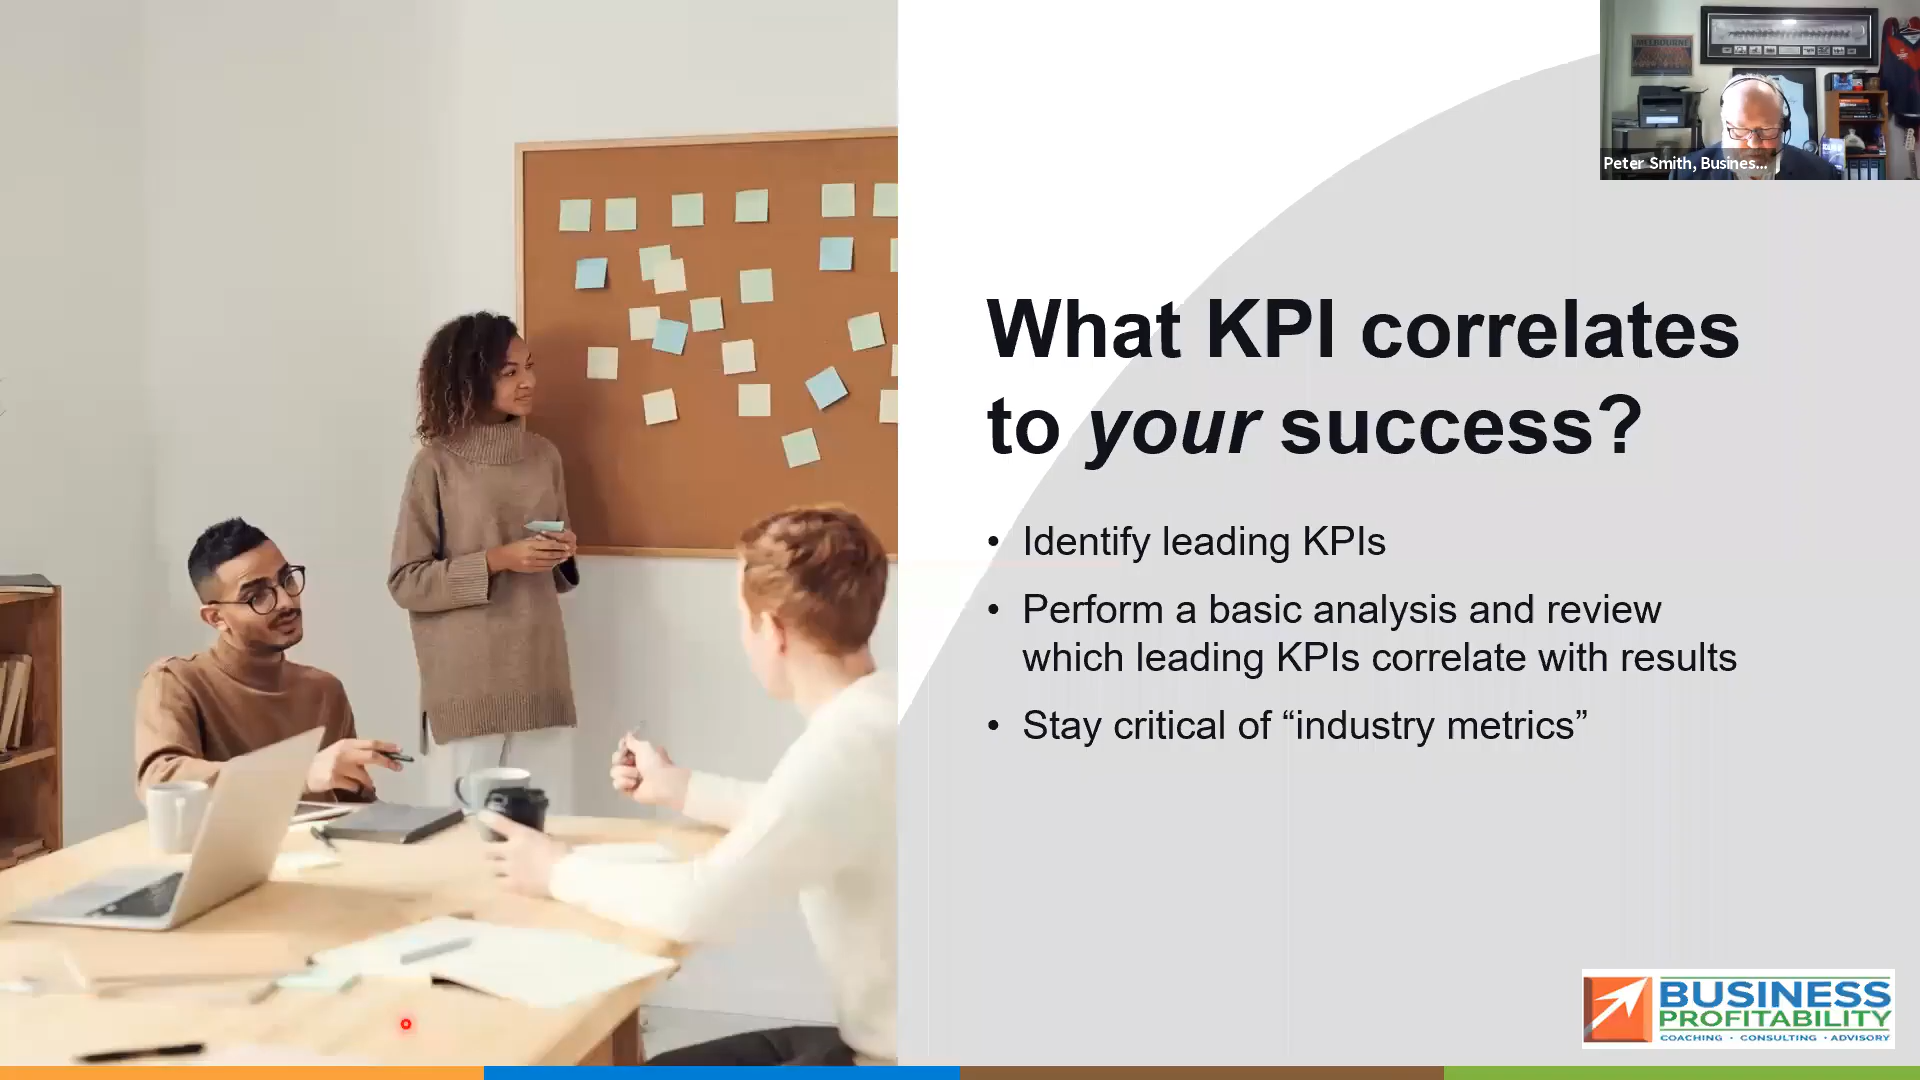 MELBOURNE
Peter Smith, Busines...
What KPI correlates
to your success?
• Identify leading KPIs
• Perform a basic analysis and review
which leading KPIs correlate with results
• Stay critical of “industry metrics”
BUSINESS
PROFITABILITY
COACHING · CONSULTING · ADVISORY